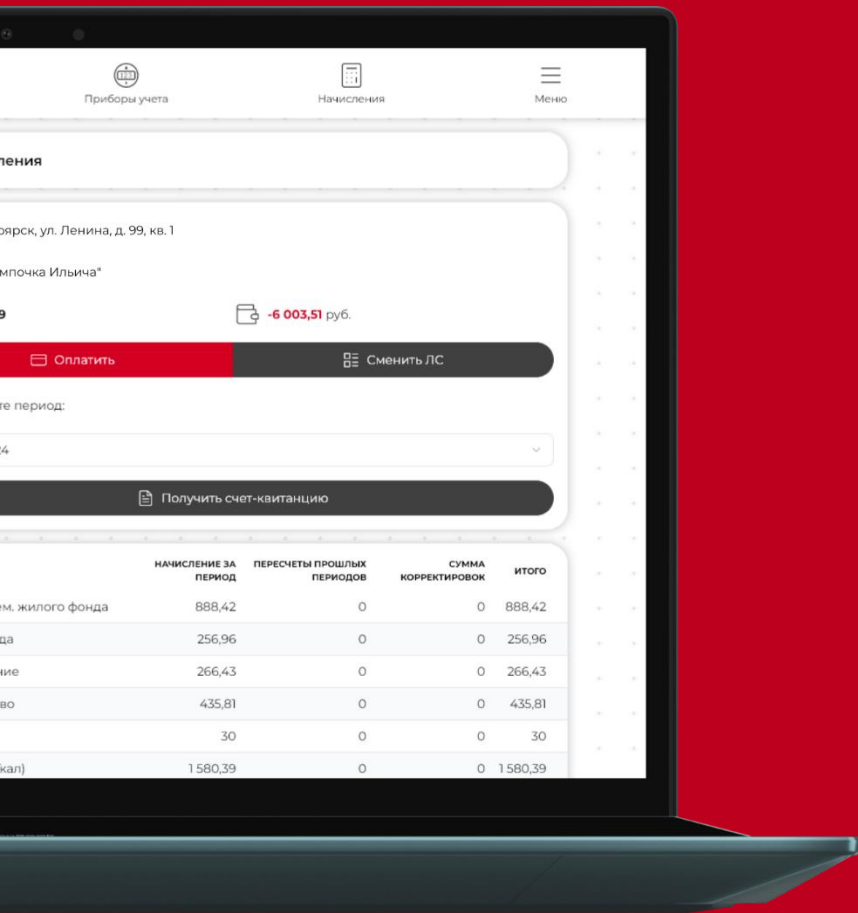 Приборы учета
Начисления
Меню
ления
оярск, ул. Ленина, д. 99, кв. 1
мпочка Ильича"
9
-6 003,51 руб.
Оплатить
Сменить ЛС
те период:
24
Получить счет-квитанцию
НАЧИСЛЕНИЕ ЗА ПЕРИОД
ПЕРЕСЧЕТЫ ПРОШЛЫХ ПЕРИОДОВ
СУММА КОРРЕКТИРОВОК
ИТОГО
ем. жилого фонда 888,42 0 0 888,42
да 256,96 0 0 256,96
ние 266,43 0 0 266,43
во 435,81 0 0 435,81
30 0 0 30
кал) 1 580,39 0 0 1 580,39